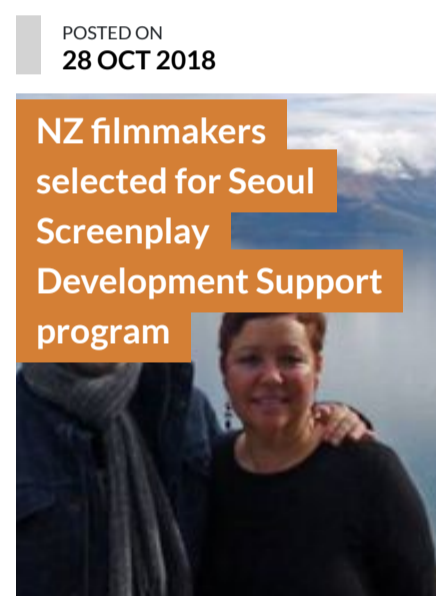 POSTED ON
28 OCT 2018
NZ filmmakers
selected for Seoul
Screenplay
Development Support
program